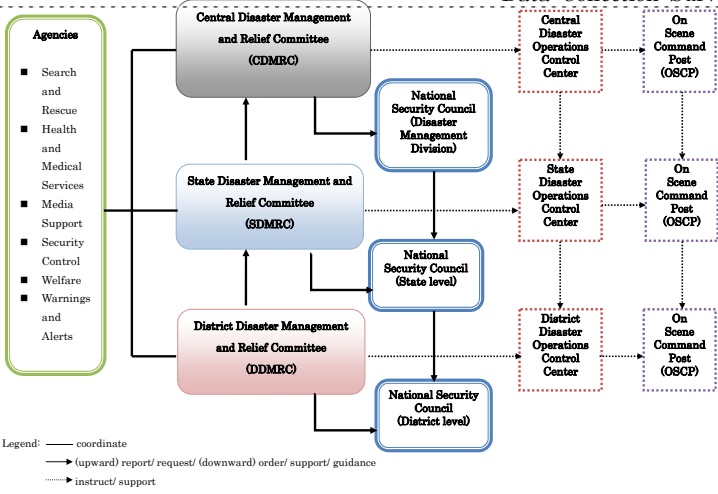 Agencies
■ Search
and
Rescue
■ Health
and
Medical
Services
■ Media
Support
■ Security
Control
■ Welfare
■ Warnings
and
Alerts
Central Disaster Management
and Relief Committee
(CDMRC)
State Disaster Management and
Relief Committee
(SDMRC)
District Disaster Management
and Relief Committee
(DDMRC)
National
Security Council
(Disaster
Management
Division)
National
Security Council
(State level)
National Security
Council
(District level)
Central
Disaster
Operations
Control
Center
On
Scene
Command
Post
(OSCP)
State
Disaster
Operations
Control
Center
On
Scene
Command
Post
(OSCP)
District
Disaster
Operations
Control
Center
On
Scene
Command
Post
(OSCP)
Legend:
coordinate
(upward) report/ request/ (downward) order/ support/ guidance
instruct/ support